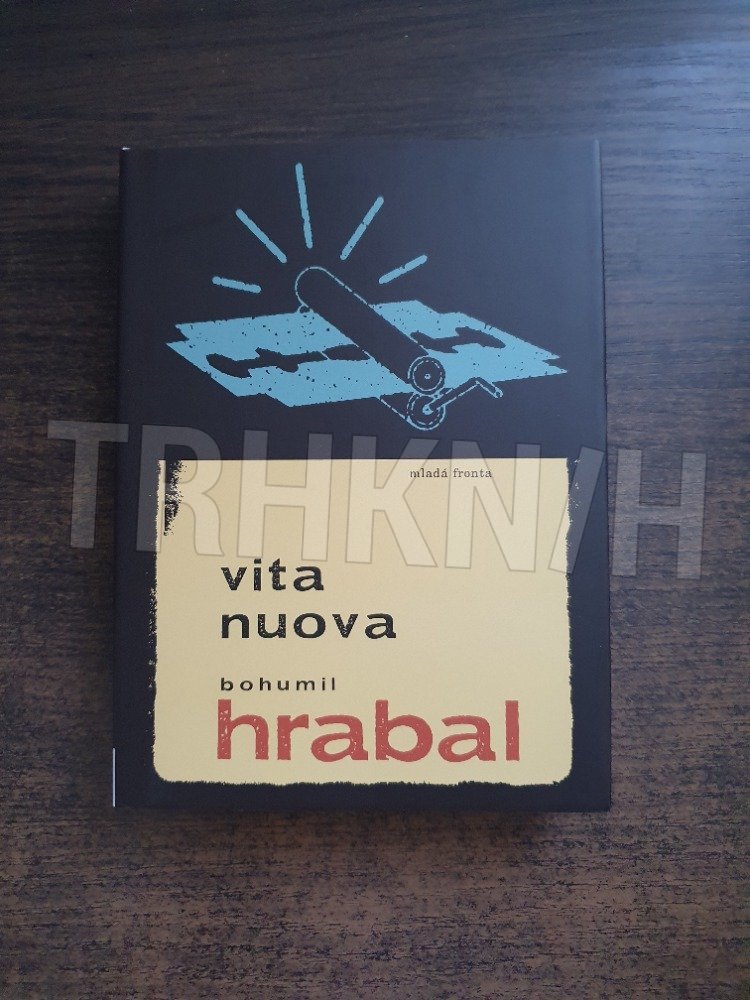 mladá fronta
TRHKNIH
vita
nuova
bohumil
hrabal